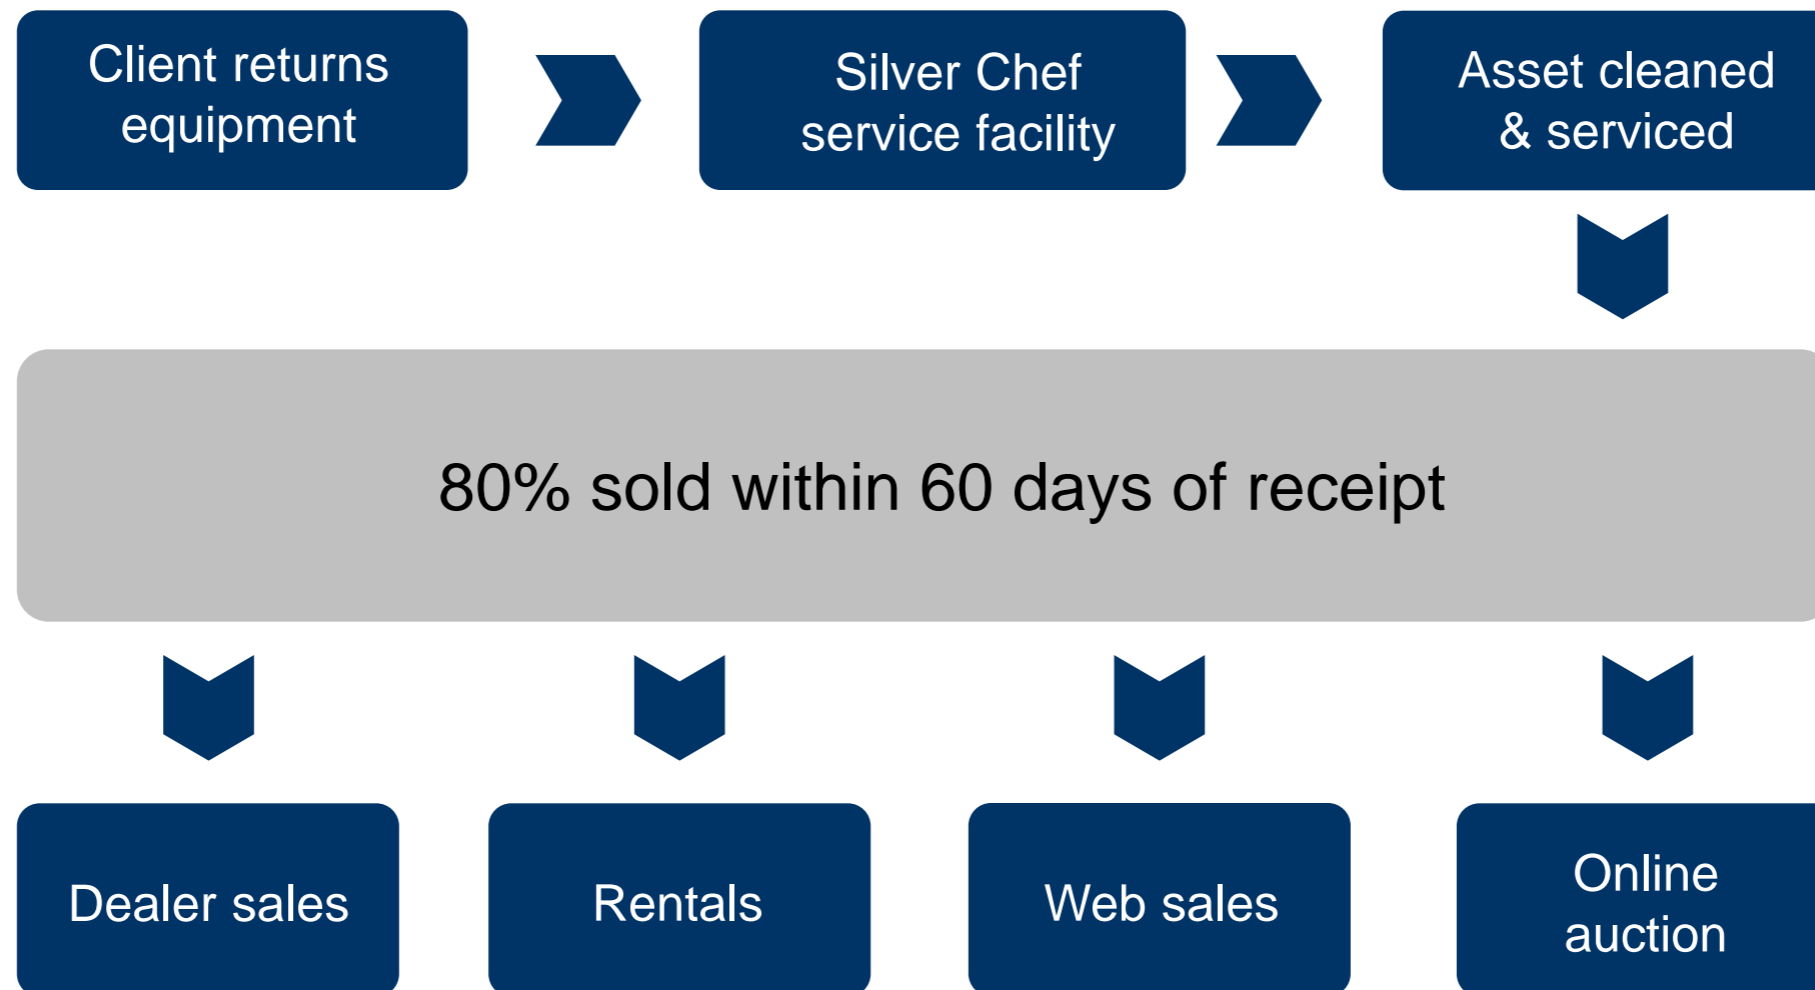 Client returns
equipment
Silver Chef
service facility
Asset cleaned
& serviced
80% sold within 60 days of receipt
Dealer sales
Rentals
Web sales
Online
auction